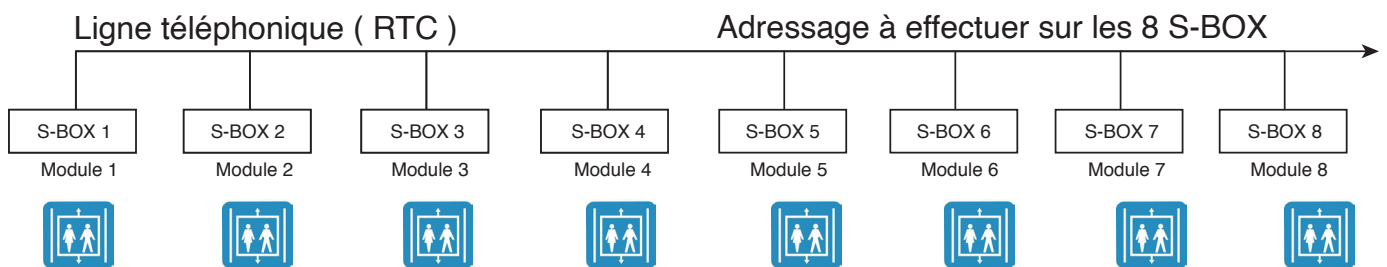 Ligne téléphonique ( RTC ) Adressage à effectuer sur les 8 S-BOX
S-BOX 1 S-BOX 2 S-BOX 3 S-BOX 4 S-BOX 5 S-BOX 6 S-BOX 7 S-BOX 8
Module 1 Module 2 Module 3 Module 4 Module 5 Module 6 Module 7 Module 8